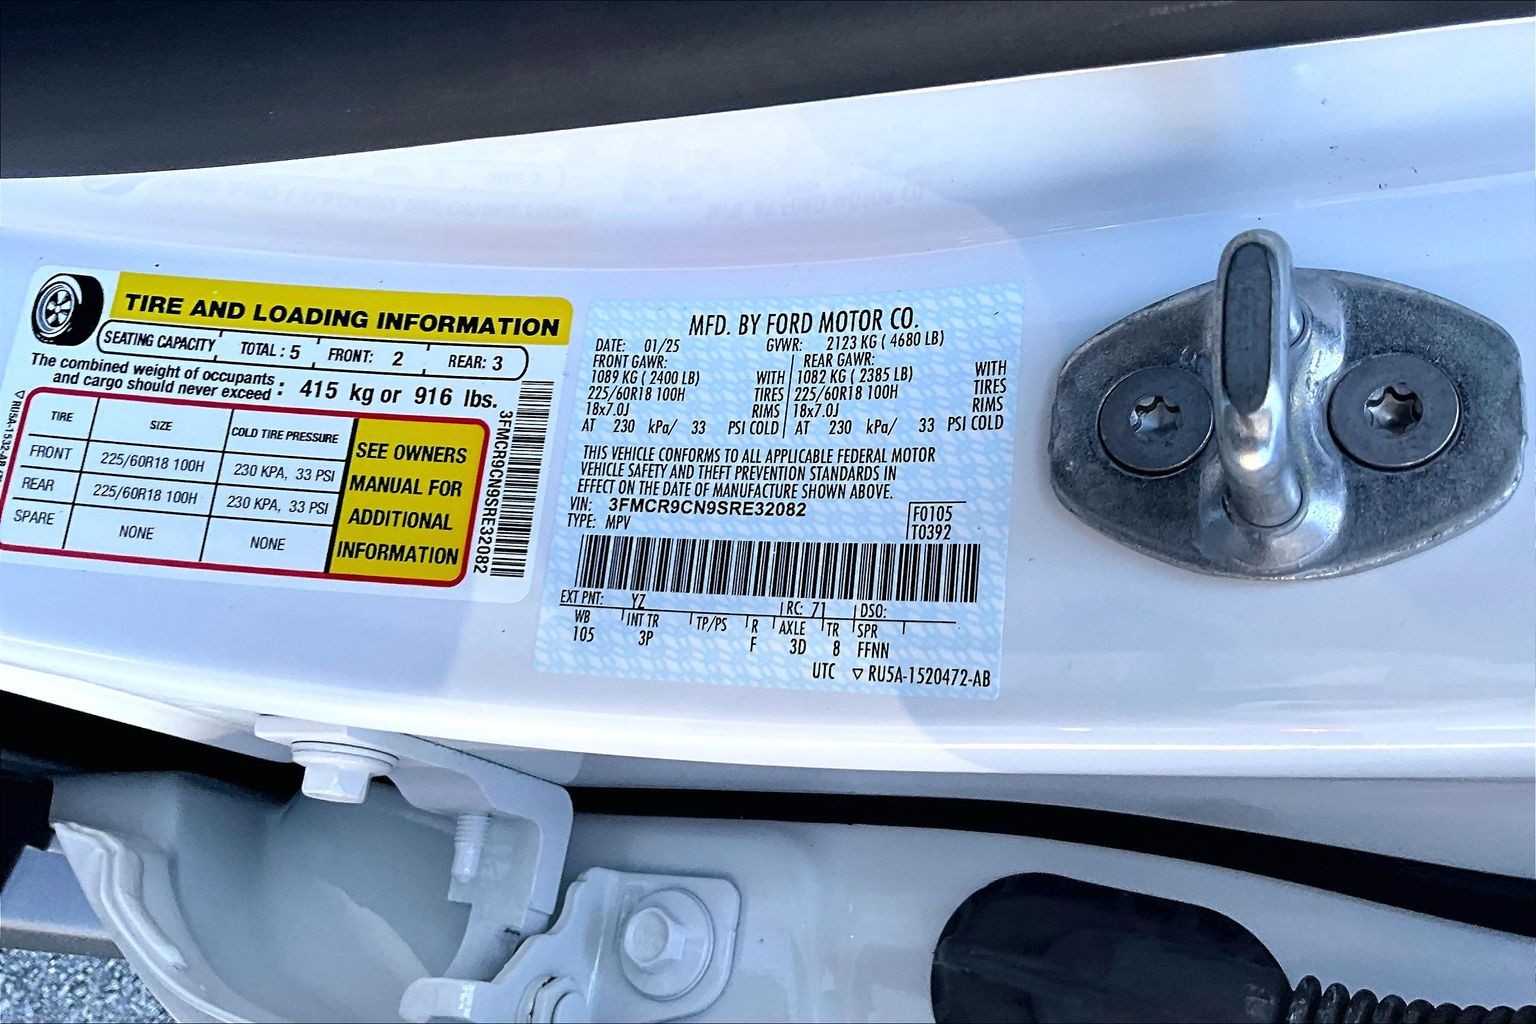 TIRE AND LOADING INFORMATION
SEATING CAPACITY TOTAL: 5 FRONT: 2 REAR: 3
The combined weight of occupants and cargo should never exceed : 415 kg or 916 lbs.
TIRE SIZE COLD TIRE PRESSURE
FRONT 225/60R18 100H 230 KPA, 33 PSI
REAR 225/60R18 100H 230 KPA, 33 PSI
SPARE NONE NONE
SEE OWNERS
MANUAL FOR
ADDITIONAL
INFORMATION
3FMCR9CN9SRE32082
MFD. BY FORD MOTOR CO.
DATE: 01/25 GVWR: 2123 KG ( 4680 LB)
FRONT GAWR: REAR GAWR:
1089 KG ( 2400 LB) WITH 1082 KG ( 2385 LB) WITH
225/60R18 100H TIRES 225/60R18 100H TIRES
18x7.0J RIMS 18x7.0J RIMS
AT 230 kPa/ 33 PSI COLD AT 230 kPa/ 33 PSI COLD
THIS VEHICLE CONFORMS TO ALL APPLICABLE FEDERAL MOTOR
VEHICLE SAFETY AND THEFT PREVENTION STANDARDS IN
EFFECT ON THE DATE OF MANUFACTURE SHOWN ABOVE.
VIN: 3FMCR9CN9SRE32082 F0105
TYPE: MPV T0392
EXT PNT: YZ RC: 71 DSO:
WB INT TR TP/PS R AXLE TR SPR
105 3P F 3D 8 FFNN
UTC ▽ RU5A-1520472-AB